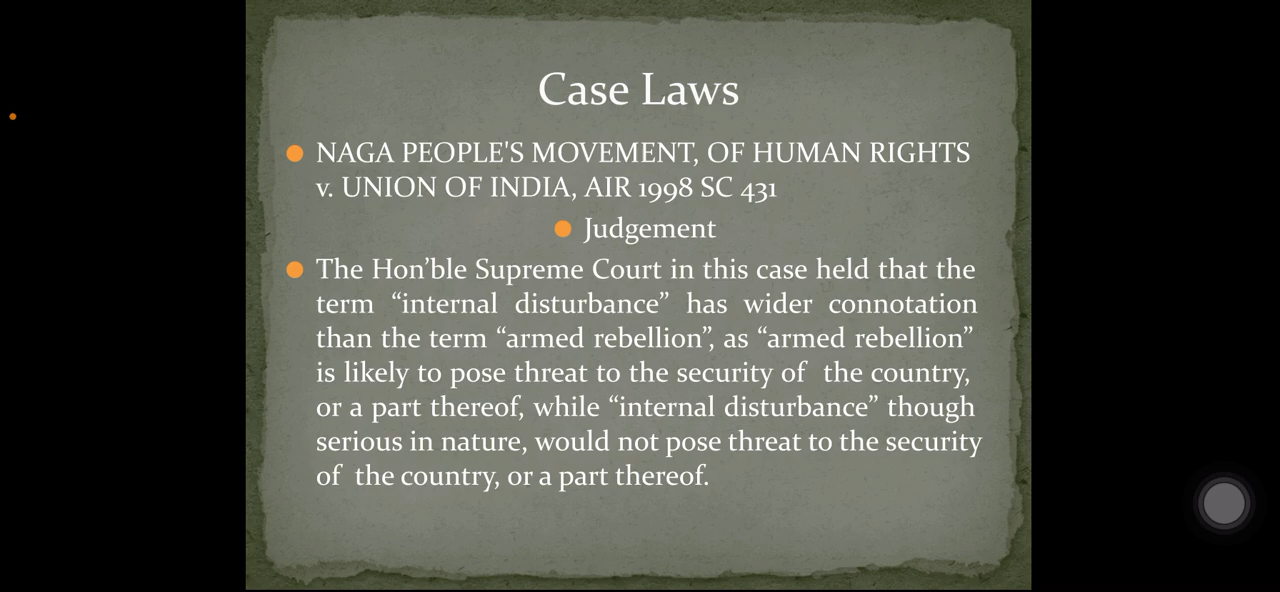 Case Laws
NAGA PEOPLE'S MOVEMENT, OF HUMAN RIGHTS
v. UNION OF INDIA, AIR 1998 SC 431
Judgement
The Hon’ble Supreme Court in this case held that the
term “internal disturbance” has wider connotation
than the term “armed rebellion”, as “armed rebellion”
is likely to pose threat to the security of  the country,
or a part thereof, while “internal disturbance” though
serious in nature, would not pose threat to the security
of  the country, or a part thereof.